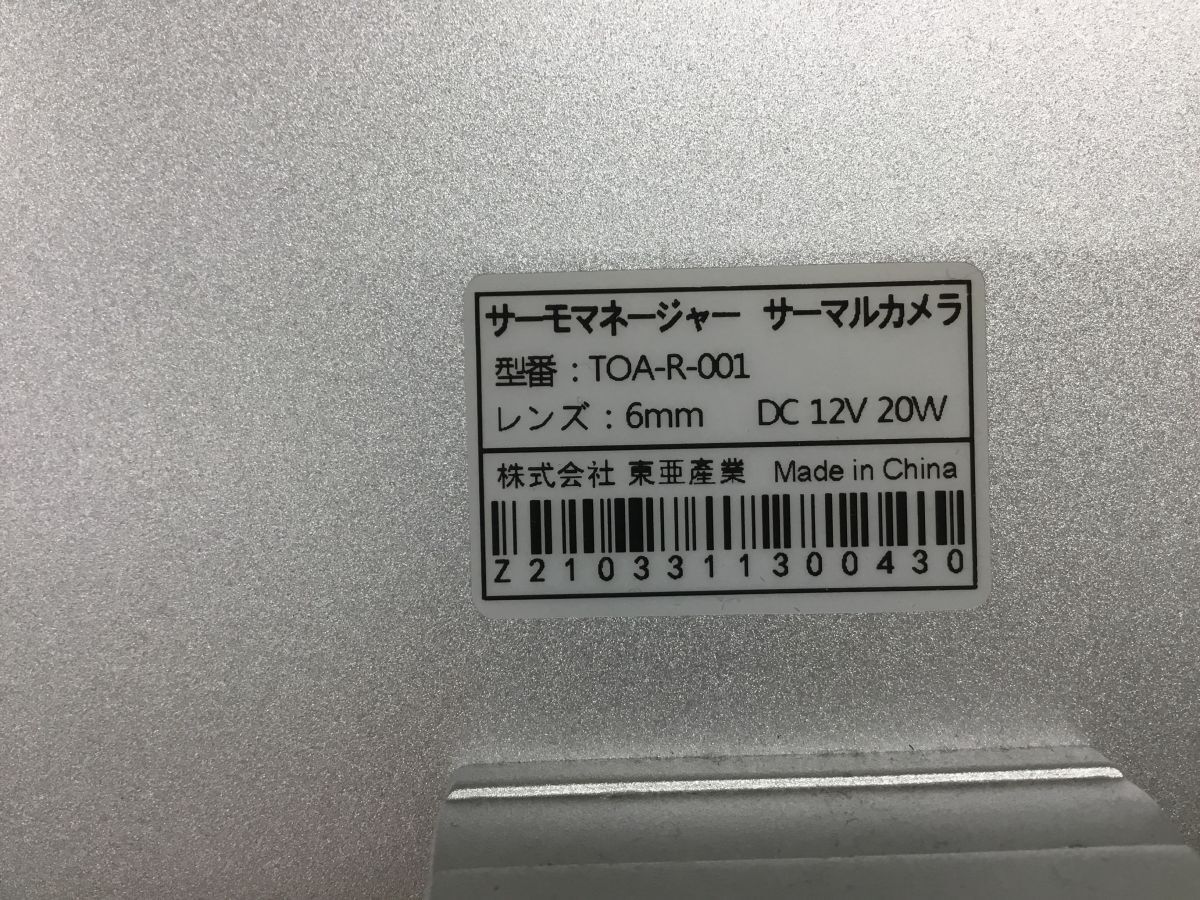 サーモマネージャー サーマルカメラ
型番：TOA-R-001
レンズ：6mm DC 12V 20W
株式会社 東亜産業 Made in China
Z2103311300430